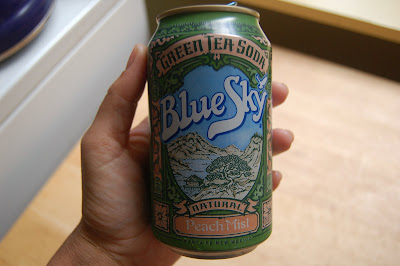 GREEN TEA SODA
Blue Sky
NATURAL
Peach Mist